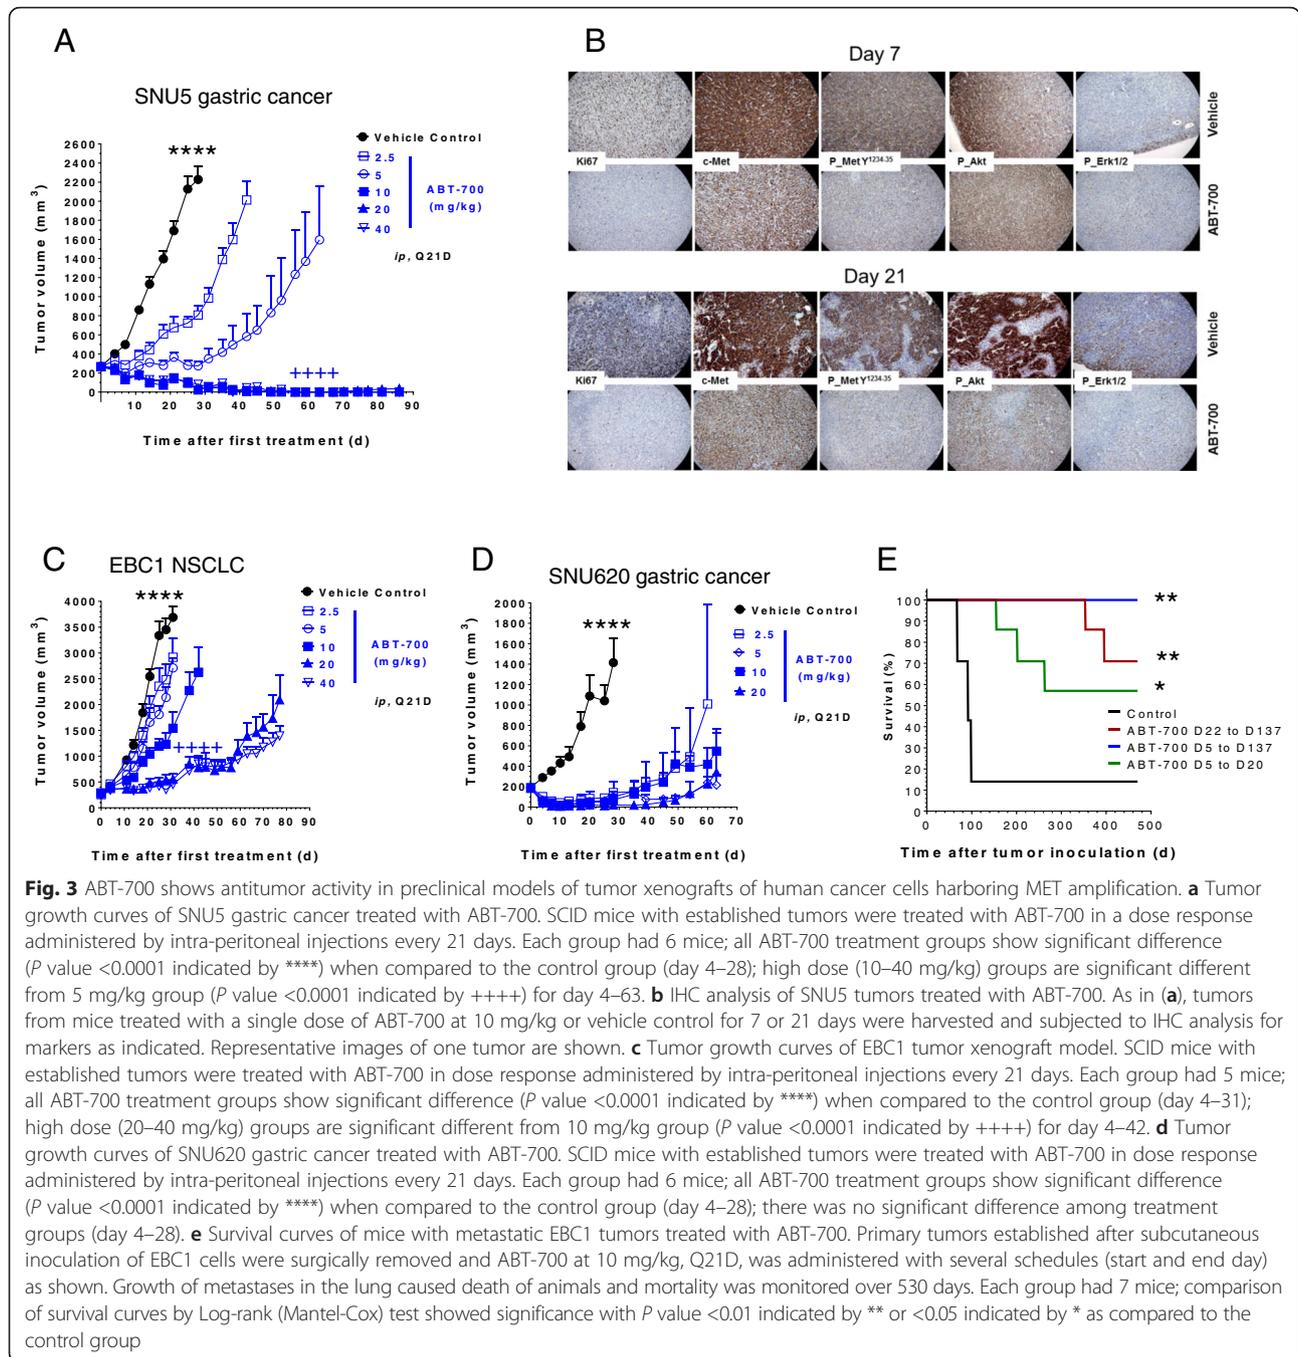 A
SNU5 gastric cancer
Tumor volume (mm³)
2600
2400
2200
2000
1800
1600
1400
1200
1000
800
600
400
200
0
****
++++
10 20 30 40 50 60 70 80 90
Time after first treatment (d)
Vehicle Control
2.5
5
10
20
40
ABT-700
(mg/kg)
ip, Q21D
B
Day 7
Ki67 c-Met P_MetY1234-35 P_Akt P_Erk1/2
Vehicle
ABT-700
Day 21
Ki67 c-Met P_MetY1234-35 P_Akt P_Erk1/2
Vehicle
ABT-700
C
EBC1 NSCLC
Tumor volume (mm³)
4000
3500
3000
2500
2000
1500
1000
500
0
****
++++
0 10 20 30 40 50 60 70 80 90
Time after first treatment (d)
Vehicle Control
2.5
5
10
20
40
ABT-700
(mg/kg)
ip, Q21D
D
SNU620 gastric cancer
Tumor volume (mm³)
2000
1800
1600
1400
1200
1000
800
600
400
200
0
****
0 10 20 30 40 50 60 70
Time after first treatment (d)
Vehicle Control
2.5
5
10
20
ABT-700
(mg/kg)
ip, Q21D
E
Survival (%)
100
90
80
70
60
50
40
30
20
10
0
**
**
*
Control
ABT-700 D22 to D137
ABT-700 D5 to D137
ABT-700 D5 to D20
0 100 200 300 400 500
Time after tumor inoculation (d)
Fig. 3 ABT-700 shows antitumor activity in preclinical models of tumor xenografts of human cancer cells harboring MET amplification. a Tumor
growth curves of SNU5 gastric cancer treated with ABT-700. SCID mice with established tumors were treated with ABT-700 in a dose response
administered by intra-peritoneal injections every 21 days. Each group had 6 mice; all ABT-700 treatment groups show significant difference
(P value <0.0001 indicated by ****) when compared to the control group (day 4–28); high dose (10–40 mg/kg) groups are significant different
from 5 mg/kg group (P value <0.0001 indicated by ++++) for day 4–63. b IHC analysis of SNU5 tumors treated with ABT-700. As in (a), tumors
from mice treated with a single dose of ABT-700 at 10 mg/kg or vehicle control for 7 or 21 days were harvested and subjected to IHC analysis for
markers as indicated. Representative images of one tumor are shown. c Tumor growth curves of EBC1 tumor xenograft model. SCID mice with
established tumors were treated with ABT-700 in dose response administered by intra-peritoneal injections every 21 days. Each group had 5 mice;
all ABT-700 treatment groups show significant difference (P value <0.0001 indicated by ****) when compared to the control group (day 4–31);
high dose (20–40 mg/kg) groups are significant different from 10 mg/kg group (P value <0.0001 indicated by ++++) for day 4–42. d Tumor
growth curves of SNU620 gastric cancer treated with ABT-700. SCID mice with established tumors were treated with ABT-700 in dose response
administered by intra-peritoneal injections every 21 days. Each group had 6 mice; all ABT-700 treatment groups show significant difference
(P value <0.0001 indicated by ****) when compared to the control group (day 4–28); there was no significant difference among treatment
groups (day 4–28). e Survival curves of mice with metastatic EBC1 tumors treated with ABT-700. Primary tumors established after subcutaneous
inoculation of EBC1 cells were surgically removed and ABT-700 at 10 mg/kg, Q21D, was administered with several schedules (start and end day)
as shown. Growth of metastases in the lung caused death of animals and mortality was monitored over 530 days. Each group had 7 mice; comparison
of survival curves by Log-rank (Mantel-Cox) test showed significance with P value <0.01 indicated by ** or <0.05 indicated by * as compared to the
control group